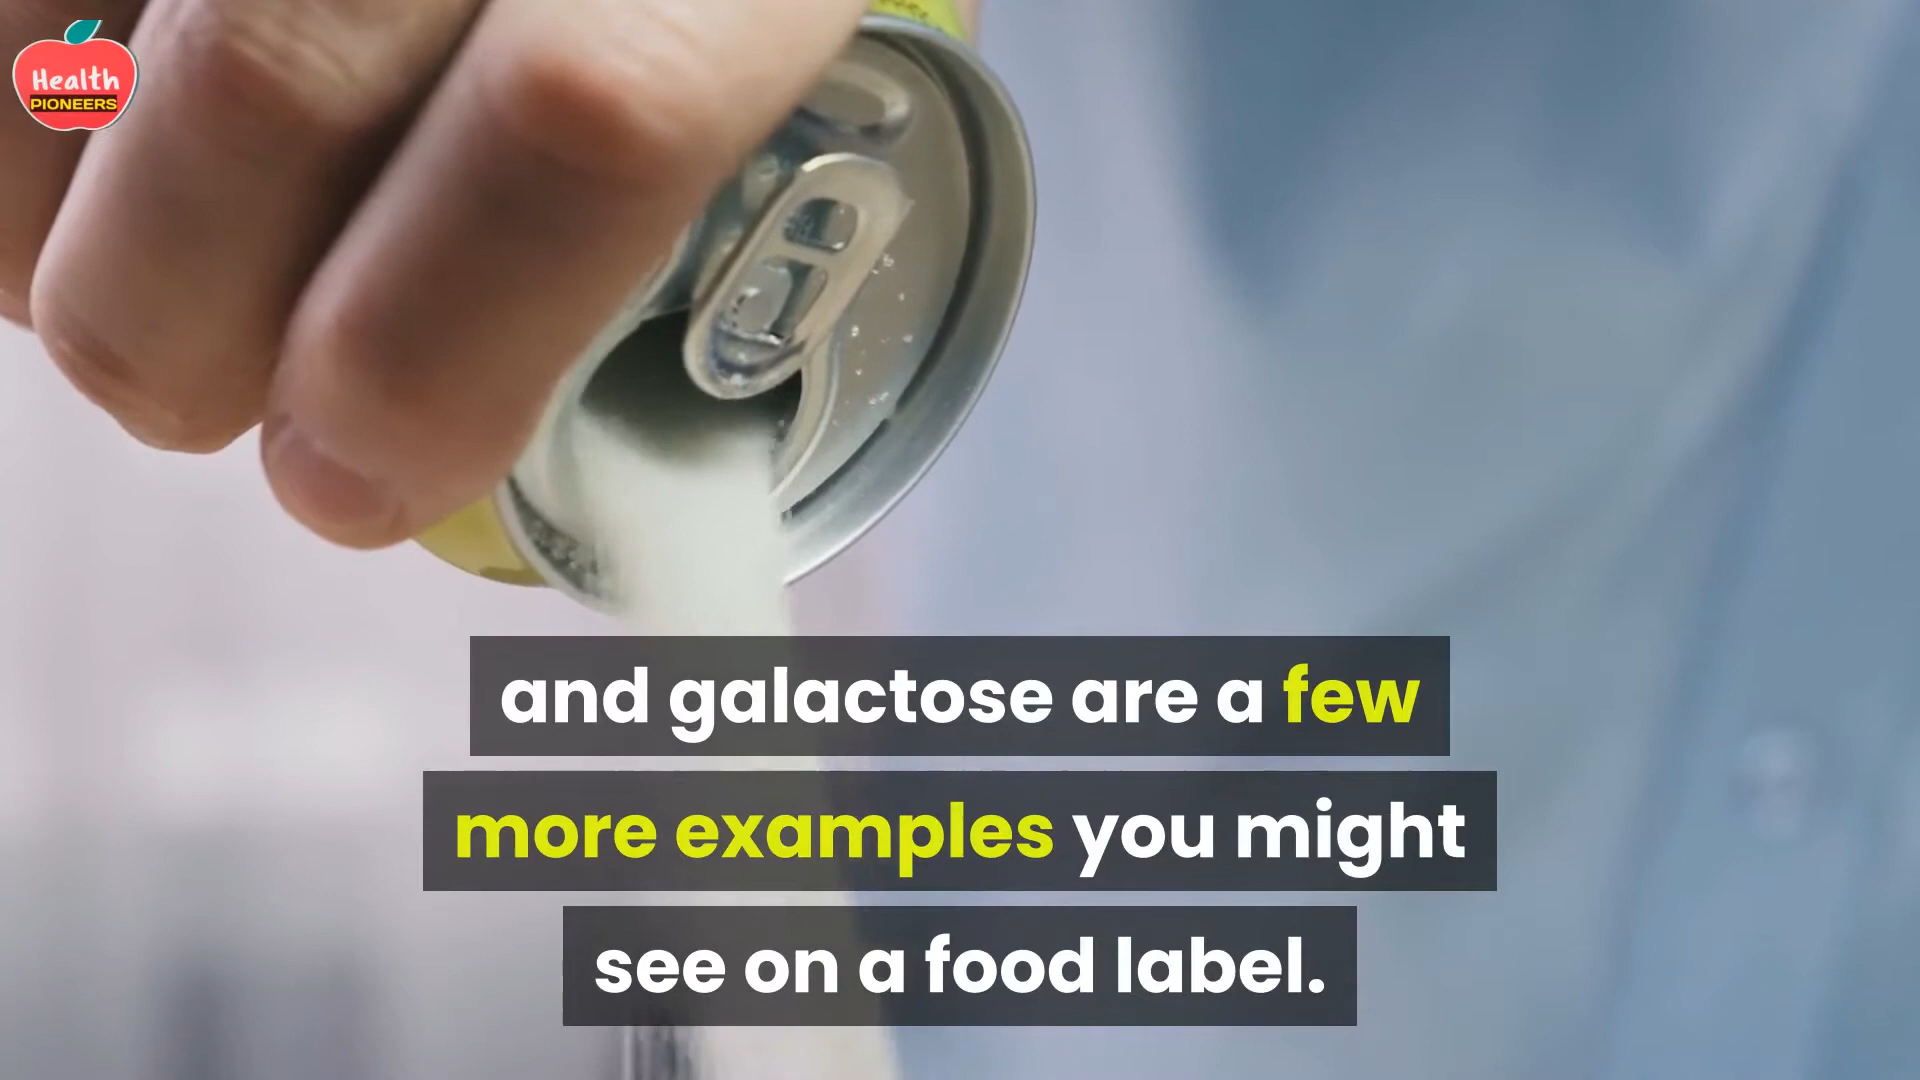 Health
PIONEERS
and galactose are a few
more examples you might
see on a food label.